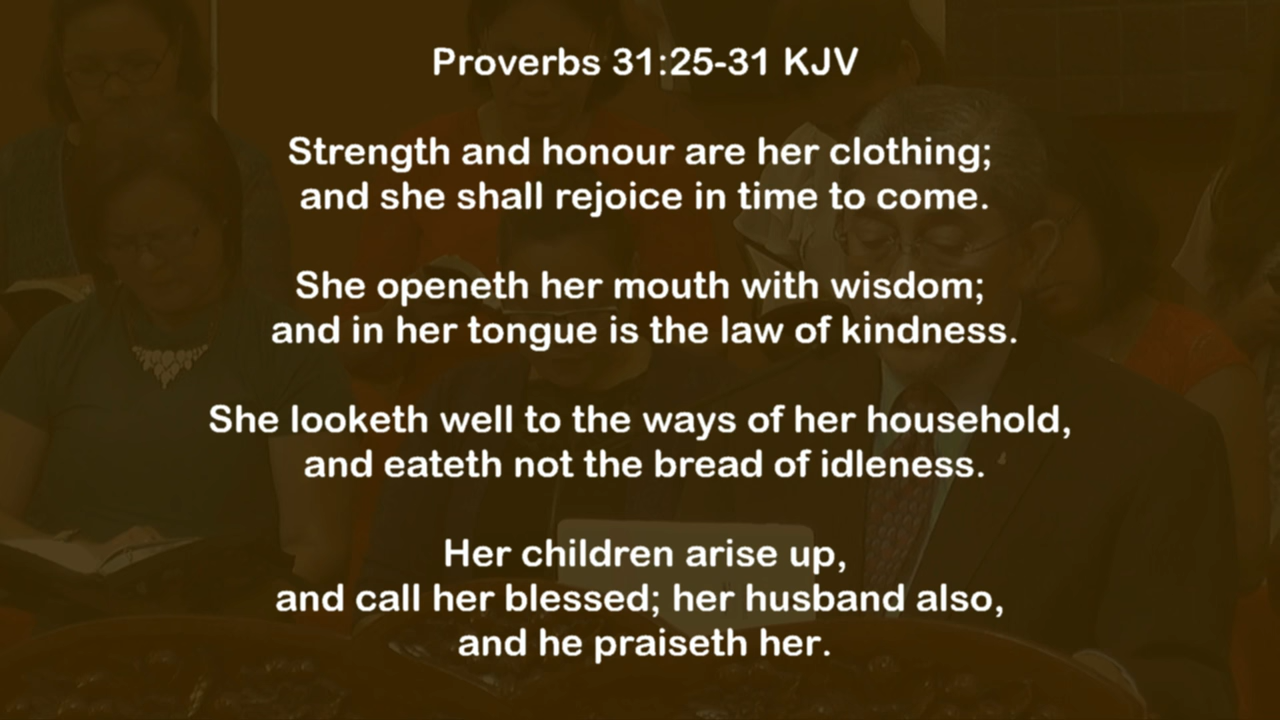 Proverbs 31:25-31 KJV
Strength and honour are her clothing;
and she shall rejoice in time to come.
She openeth her mouth with wisdom;
and in her tongue is the law of kindness.
She looketh well to the ways of her household,
and eateth not the bread of idleness.
Her children arise up,
and call her blessed; her husband also,
and he praiseth her.